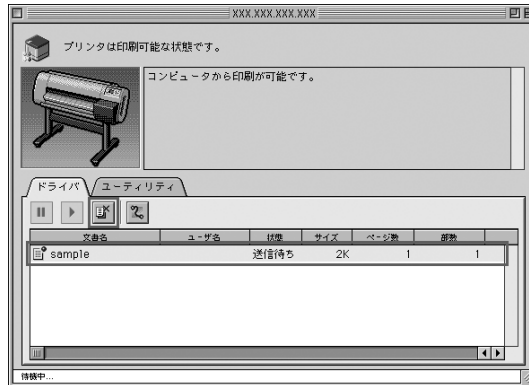 XXX.XXX.XXX.XXX
プリンタは印刷可能な状態です。
コンピュータから印刷が可能です。
ドライバ ユーティリティ
文書名 ユーザ名 状態 サイズ ページ数 部数
sample 送信待ち 2K 1 1
待機中...